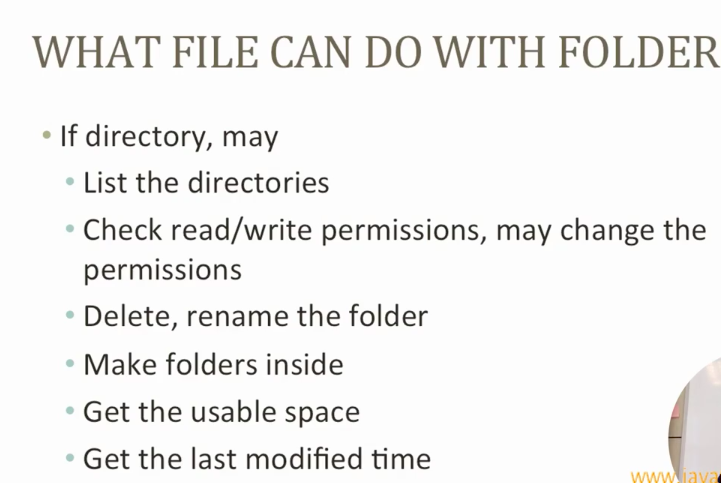 WHAT FILE CAN DO WITH FOLDER
• If directory, may
• List the directories
• Check read/write permissions, may change the
permissions
• Delete, rename the folder
• Make folders inside
• Get the usable space
• Get the last modified time
www.java